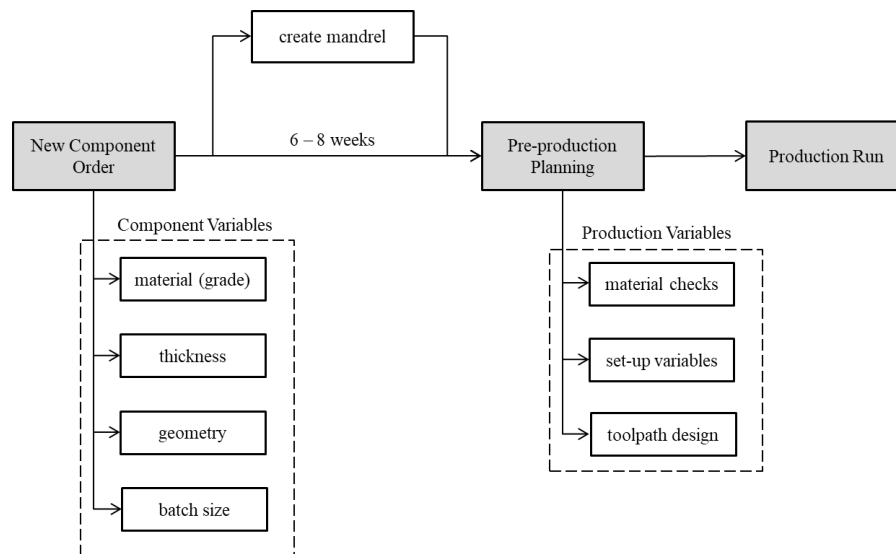 create mandrel
6 – 8 weeks
New Component
Order
Pre-production
Planning
Production Run
Component Variables
material (grade)
thickness
geometry
batch size
Production Variables
material checks
set-up variables
toolpath design